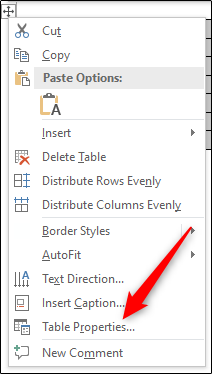 Cut
Copy
Paste Options:
Insert
Delete Table
Distribute Rows Evenly
Distribute Columns Evenly
Border Styles
AutoFit
Text Direction...
Insert Caption...
Table Properties...
New Comment